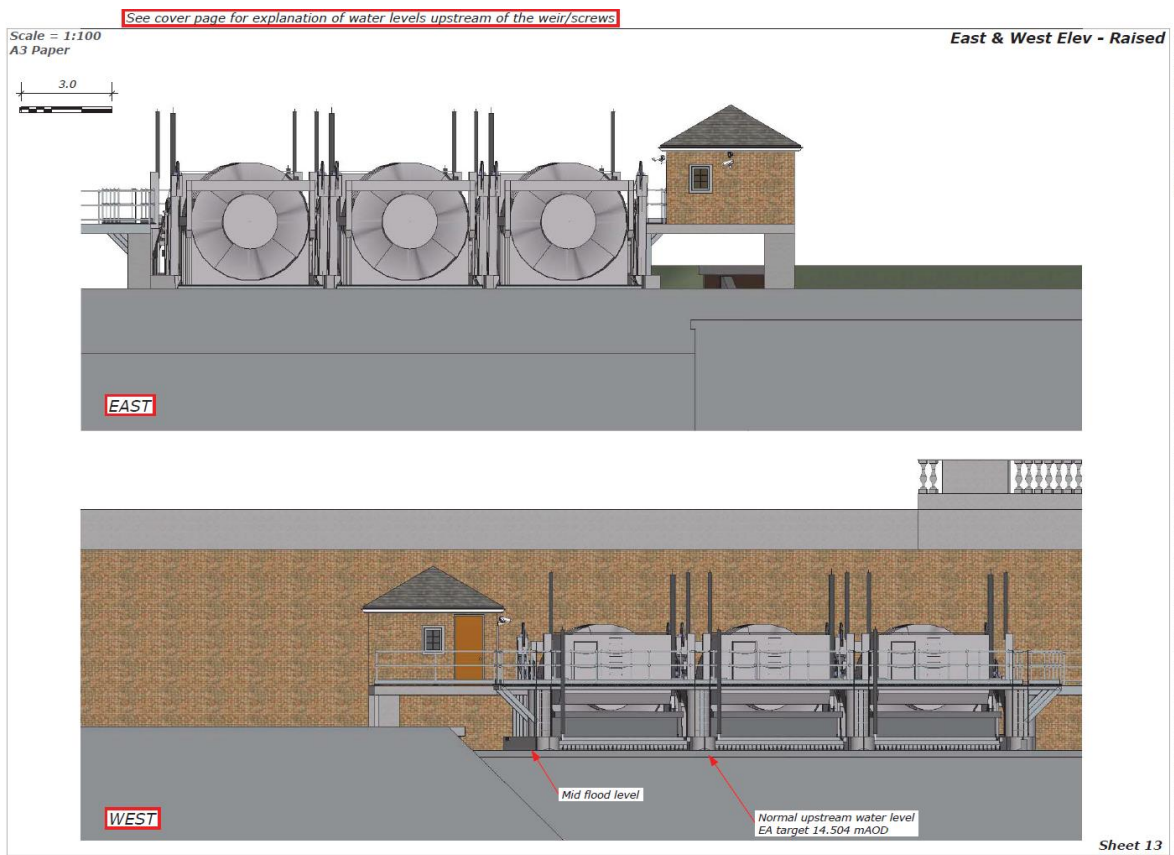 See cover page for explanation of water levels upstream of the weir/screws
Scale = 1:100
A3 Paper
East & West Elev - Raised
3.0
EAST
Mid flood level
Normal upstream water level
EA target 14.504 mAOD
WEST
Sheet 13